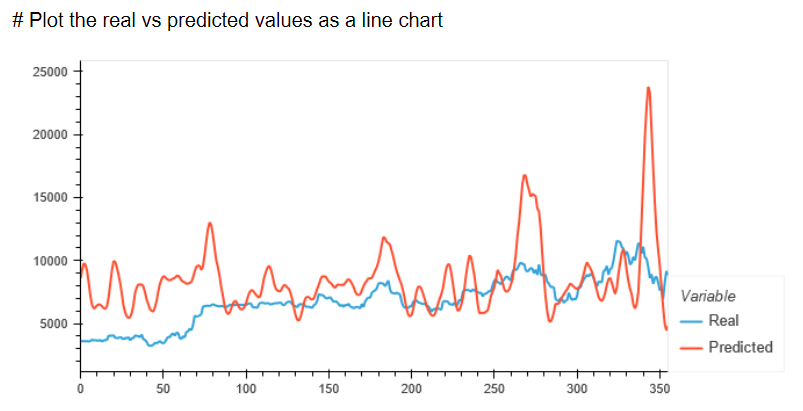 # Plot the real vs predicted values as a line chart
25000
20000
15000
10000
5000
0 50 100 150 200 250 300 350
Variable
Real
Predicted